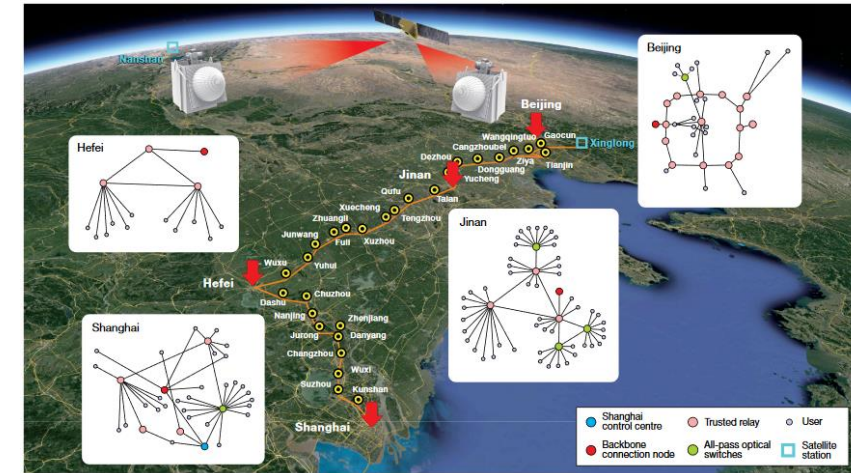 Nanshan
Beijing
Beijing
Wangqingtuo
Gaocun
Cangzhoubei
Xinglong
Dezhou
Ziya
Tianjin
Dongguang
Hefei
Jinan
Yucheng
Qufu
Taian
Xuecheng
Tengzhou
Zhuangli
Jinan
Junwang
Fuli
Xuzhou
Wuxu
Yuhui
Hefei
Dashu
Chuzhou
Nanjing
Zhenjiang
Shanghai
Jurong
Danyang
Changzhou
Wuxi
Suzhou
Kunshan
Shanghai
Shanghai
control centre
Trusted relay
User
Backbone
connection node
All-pass optical
switches
Satellite
station